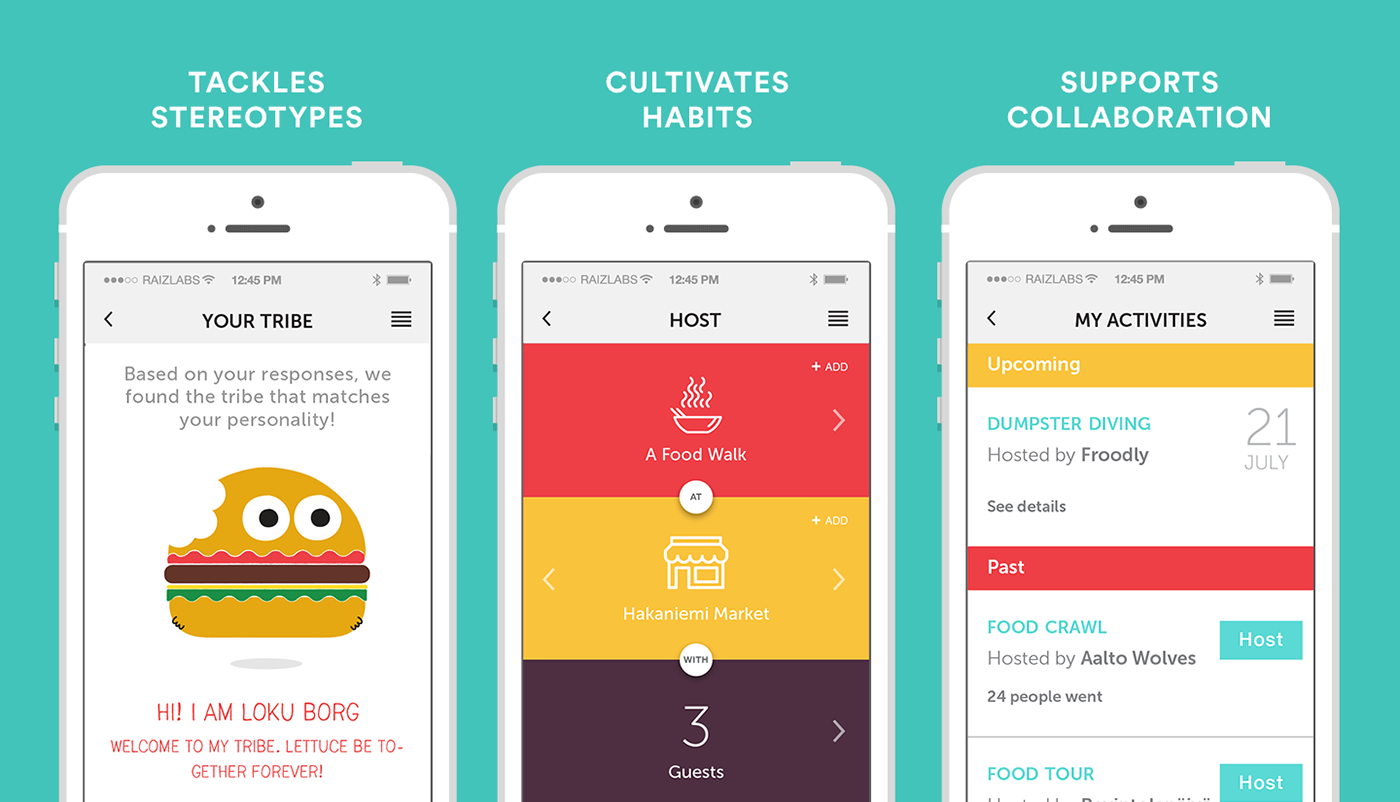 TACKLES
STEREOTYPES
RAIZLABS 12:45 PM
YOUR TRIBE
Based on your responses, we
found the tribe that matches
your personality!
HI! I AM LOKU BORG
WELCOME TO MY TRIBE. LETTUCE BE TO-
GETHER FOREVER!
CULTIVATES
HABITS
RAIZLABS 12:45 PM
HOST
+ ADD
A Food Walk
AT
+ ADD
Hakaniemi Market
WITH
3
Guests
SUPPORTS
COLLABORATION
RAIZLABS 12:45 PM
MY ACTIVITIES
Upcoming
DUMPSTER DIVING
Hosted by Froodly
21
JULY
See details
Past
FOOD CRAWL
Hosted by Aalto Wolves
Host
24 people went
FOOD TOUR
Host
Hosted by